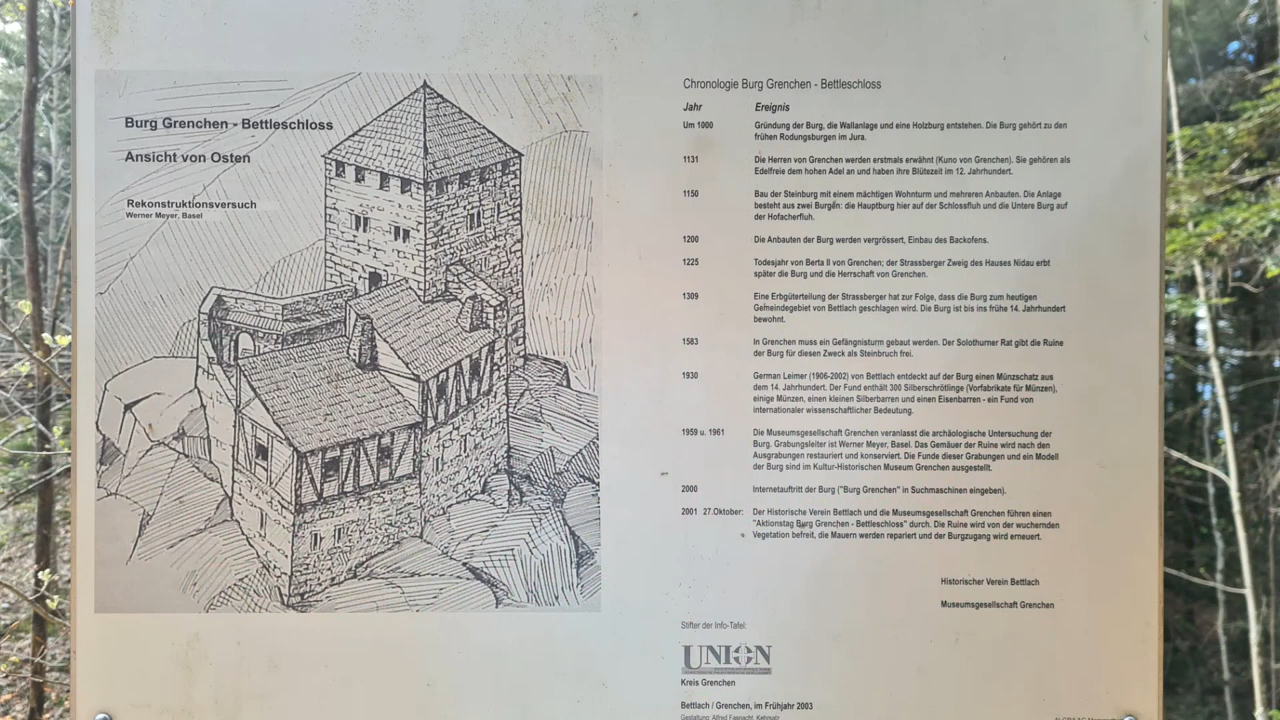 Burg Grenchen - Bettleschloss
Ansicht von Osten
Rekonstruktionsversuch
Werner Meyer, Basel
Chronologie Burg Grenchen - Bettleschloss
Jahr Ereignis
Um 1000 Gründung der Burg, die Wallanlage und eine Holzburg entstehen. Die Burg gehört zu den
frühen Rodungsburgen im Jura.
1131 Die Herren von Grenchen werden erstmals erwähnt (Kuno von Grenchen). Sie gehören als
Edelfreie dem hohen Adel an und haben ihre Blütezeit im 12. Jahrhundert.
1150 Bau der Steinburg mit einem mächtigen Wohnturm und mehreren Anbauten. Die Anlage
besteht aus zwei Burgen: die Hauptburg hier auf der Schlossfluh und die Untere Burg auf
der Hofacherfluh.
1200 Die Anbauten der Burg werden vergrössert, Einbau des Backofens.
1225 Todesjahr von Berta II von Grenchen; der Strassberger Zweig des Hauses Nidau erbt
später die Burg und die Herrschaft von Grenchen.
1309 Eine Erbgüterteilung der Strassberger hat zur Folge, dass die Burg zum heutigen
Gemeindegebiet von Bettlach geschlagen wird. Die Burg ist bis ins frühe 14. Jahrhundert
bewohnt.
1583 In Grenchen muss ein Gefängnisturm gebaut werden. Der Solothurner Rat gibt die Ruine
der Burg für diesen Zweck als Steinbruch frei.
1930 German Leimer (1906-2002) von Bettlach entdeckt auf der Burg einen Münzschatz aus
dem 14. Jahrhundert. Der Fund enthält 300 Silberschrötlinge (Vorfabrikate für Münzen),
einige Münzen, einen kleinen Silberbarren und einen Eisenbarren - ein Fund von
internationaler wissenschaftlicher Bedeutung.
1959 u. 1961 Die Museumsgesellschaft Grenchen veranlasst die archäologische Untersuchung der
Burg. Grabungsleiter ist Werner Meyer, Basel. Das Gemäuer der Ruine wird nach den
Ausgrabungen restauriert und konserviert. Die Funde dieser Grabungen und ein Modell
der Burg sind im Kultur-Historischen Museum Grenchen ausgestellt.
2000 Internetauftritt der Burg ("Burg Grenchen" in Suchmaschinen eingeben).
2001 27.Oktober: Der Historische Verein Bettlach und die Museumsgesellschaft Grenchen führen einen
"Aktionstag Burg Grenchen - Bettleschloss" durch. Die Ruine wird von der wuchernden
Vegetation befreit, die Mauern werden repariert und der Burgzugang wird erneuert.
Historischer Verein Bettlach
Museumsgesellschaft Grenchen
Stifter der Info-Tafel:
UNION
Kreis Grenchen
Bettlach / Grenchen, im Frühjahr 2003
Gestaltung: Alfred Fasnacht,